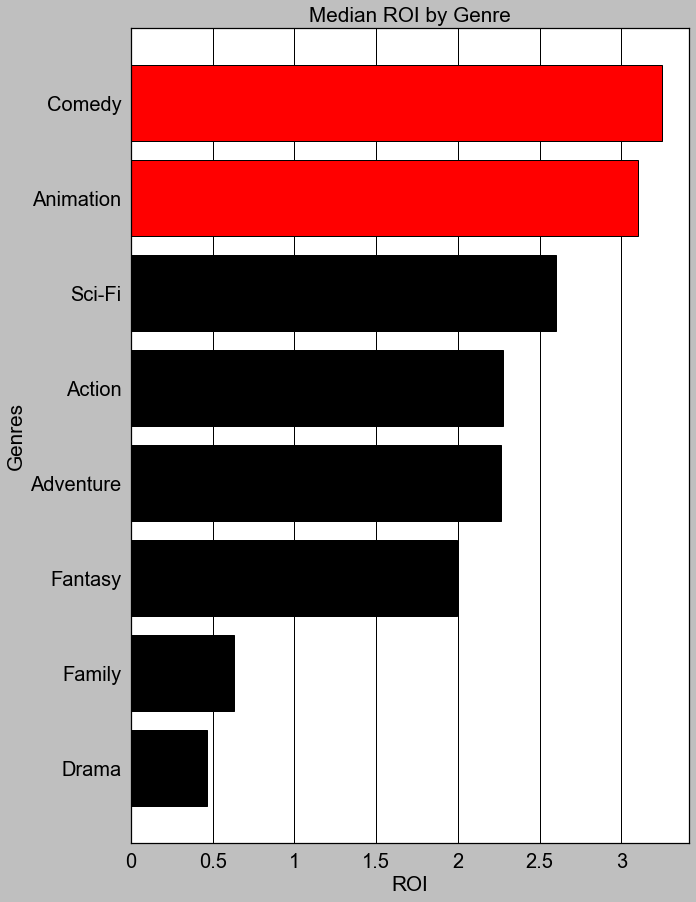 Median ROI by Genre
Genres
Comedy
Animation
Sci-Fi
Action
Adventure
Fantasy
Family
Drama
0 0.5 1 1.5 2 2.5 3
ROI